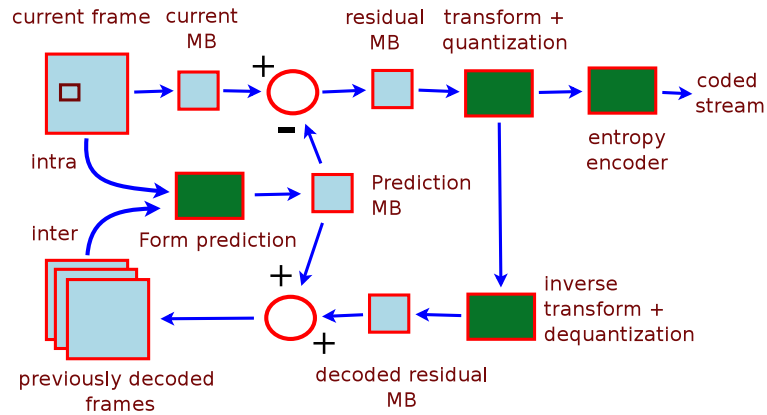 current frame
current
MB
residual
MB
transform +
quantization
+
coded
stream
-
entropy
encoder
intra
Prediction
MB
inter
Form prediction
+
inverse
transform +
dequantization
+
previously decoded
frames
decoded residual
MB